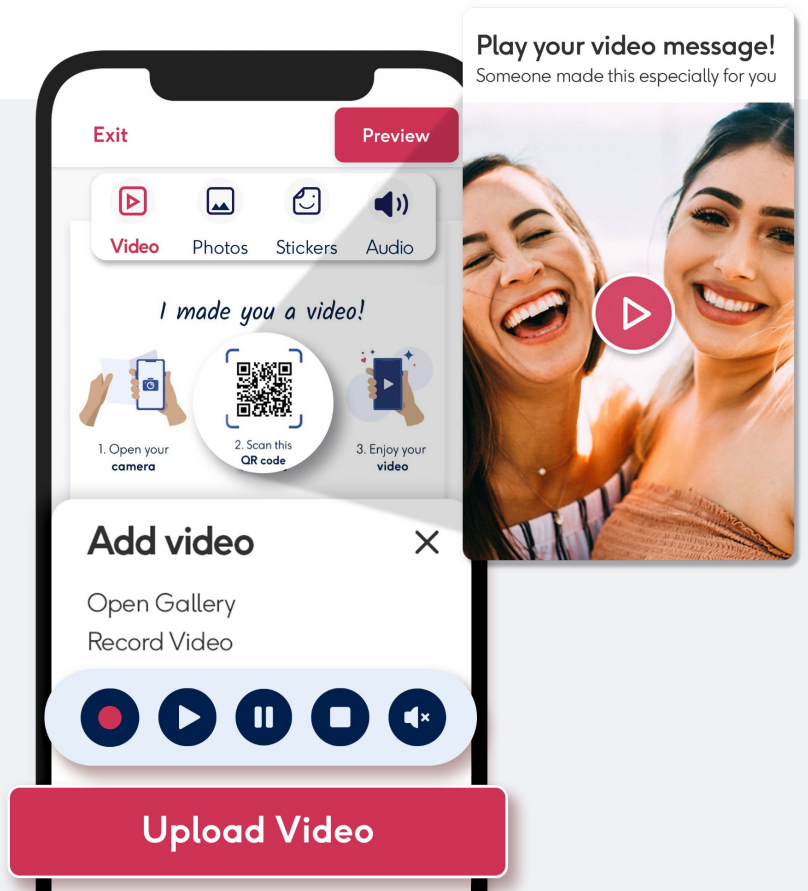 Play your video message!
Someone made this especially for you
Exit
Preview
Video
Photos
Stickers
Audio
I made you a video!
1. Open your
camera
2. Scan this
QR code
3. Enjoy your
video
Add video
Open Gallery
Record Video
Upload Video